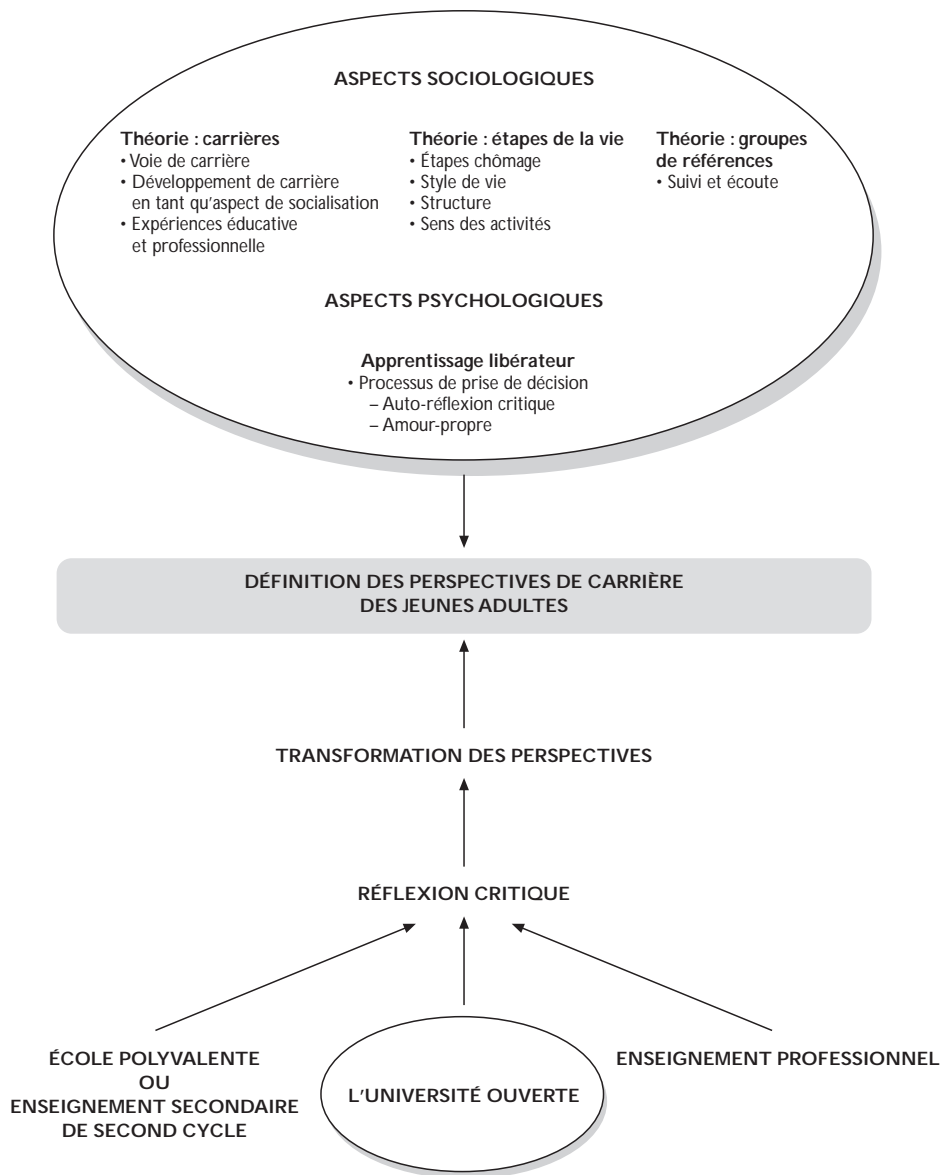 ASPECTS SOCIOLOGIQUES
Théorie : carrières
• Voie de carrière
• Développement de carrière
en tant qu'aspect de socialisation
• Expériences éducative
et professionnelle
Théorie : étapes de la vie
• Étapes chômage
• Style de vie
• Structure
• Sens des activités
Théorie : groupes
de références
• Suivi et écoute
ASPECTS PSYCHOLOGIQUES
Apprentissage libérateur
• Processus de prise de décision
– Auto-réflexion critique
– Amour-propre
DÉFINITION DES PERSPECTIVES DE CARRIÈRE
DES JEUNES ADULTES
TRANSFORMATION DES PERSPECTIVES
RÉFLEXION CRITIQUE
ÉCOLE POLYVALENTE
OU
ENSEIGNEMENT SECONDAIRE
DE SECOND CYCLE
L'UNIVERSITÉ OUVERTE
ENSEIGNEMENT PROFESSIONNEL